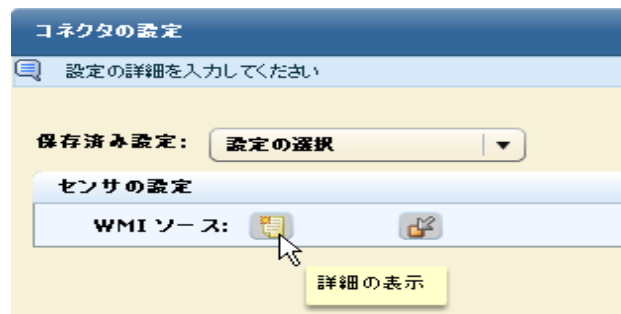 コネクタの設定
設定の詳細を入力してください
保存済み設定: 設定の選択
センサの設定
WMI ソース:
詳細の表示